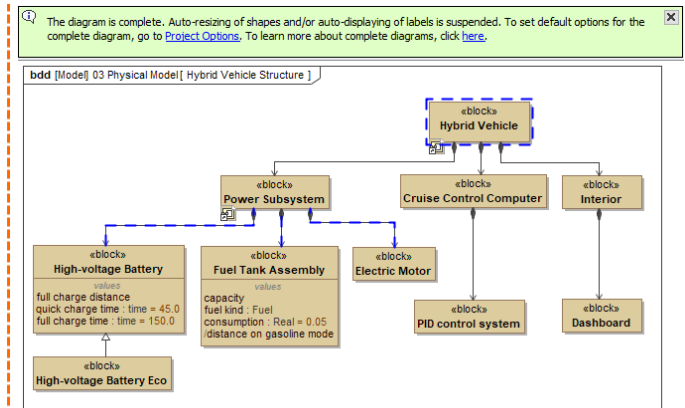 The diagram is complete. Auto-resizing of shapes and/or auto-displaying of labels is suspended. To set default options for the
complete diagram, go to Project Options. To learn more about complete diagrams, click here.
bdd [Model] 03 Physical Model[ Hybrid Vehicle Structure ]
«block»
Hybrid Vehicle
«block»
Power Subsystem
«block»
Cruise Control Computer
«block»
Interior
«block»
High-voltage Battery
values
full charge distance
quick charge time : time = 45.0
full charge time : time = 150.0
«block»
Fuel Tank Assembly
values
capacity
fuel kind : Fuel
consumption : Real = 0.05
/distance on gasoline mode
«block»
Electric Motor
«block»
PID control system
«block»
Dashboard
«block»
High-voltage Battery Eco